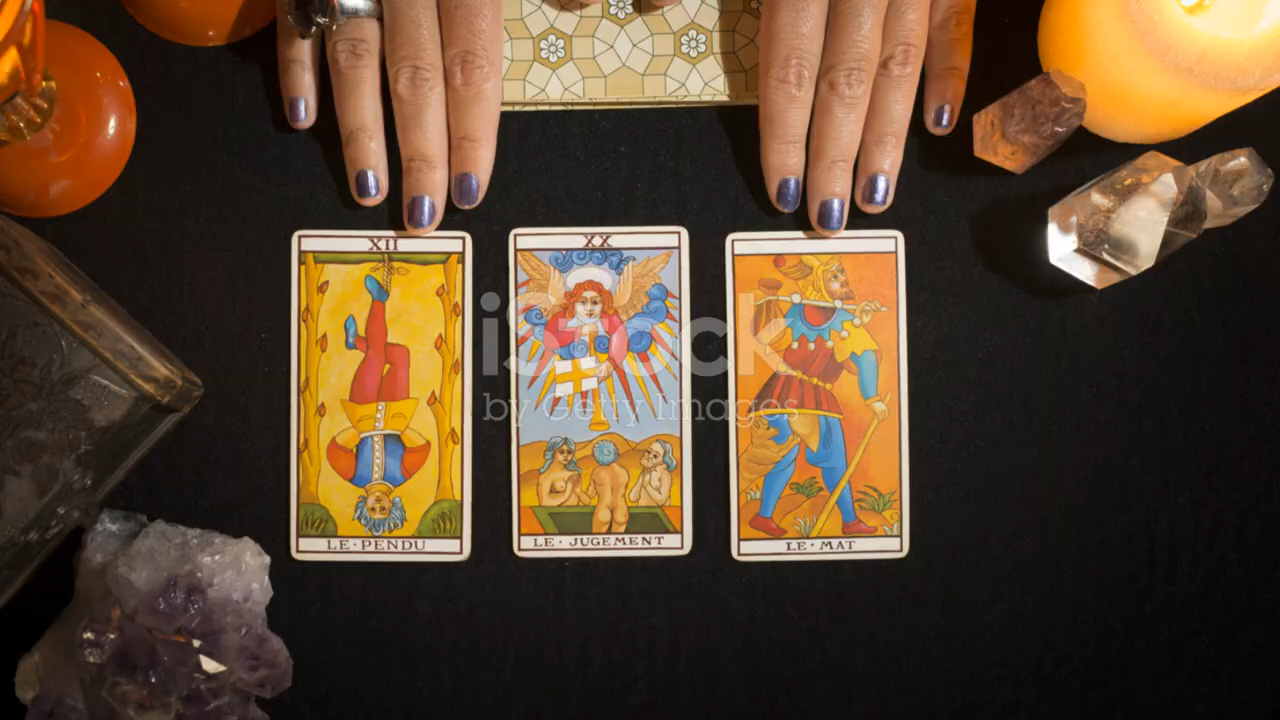 XII
XX
LE·PENDU
LE·JUGEMENT
LE·MAT
iStock
by Getty Images